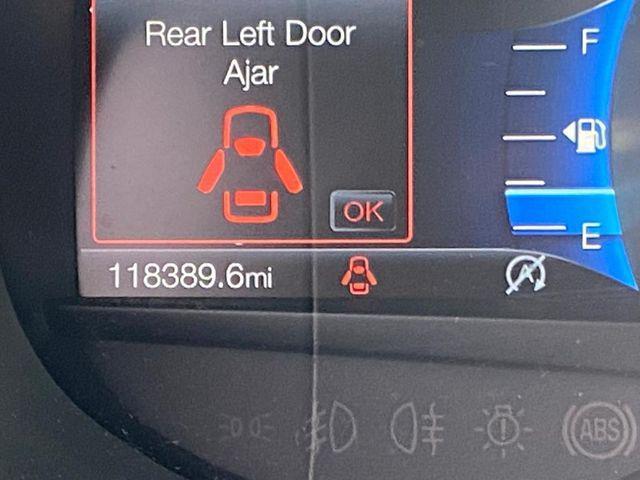 Rear Left Door
Ajar
OK
F
E
118389.6mi
A
ABS